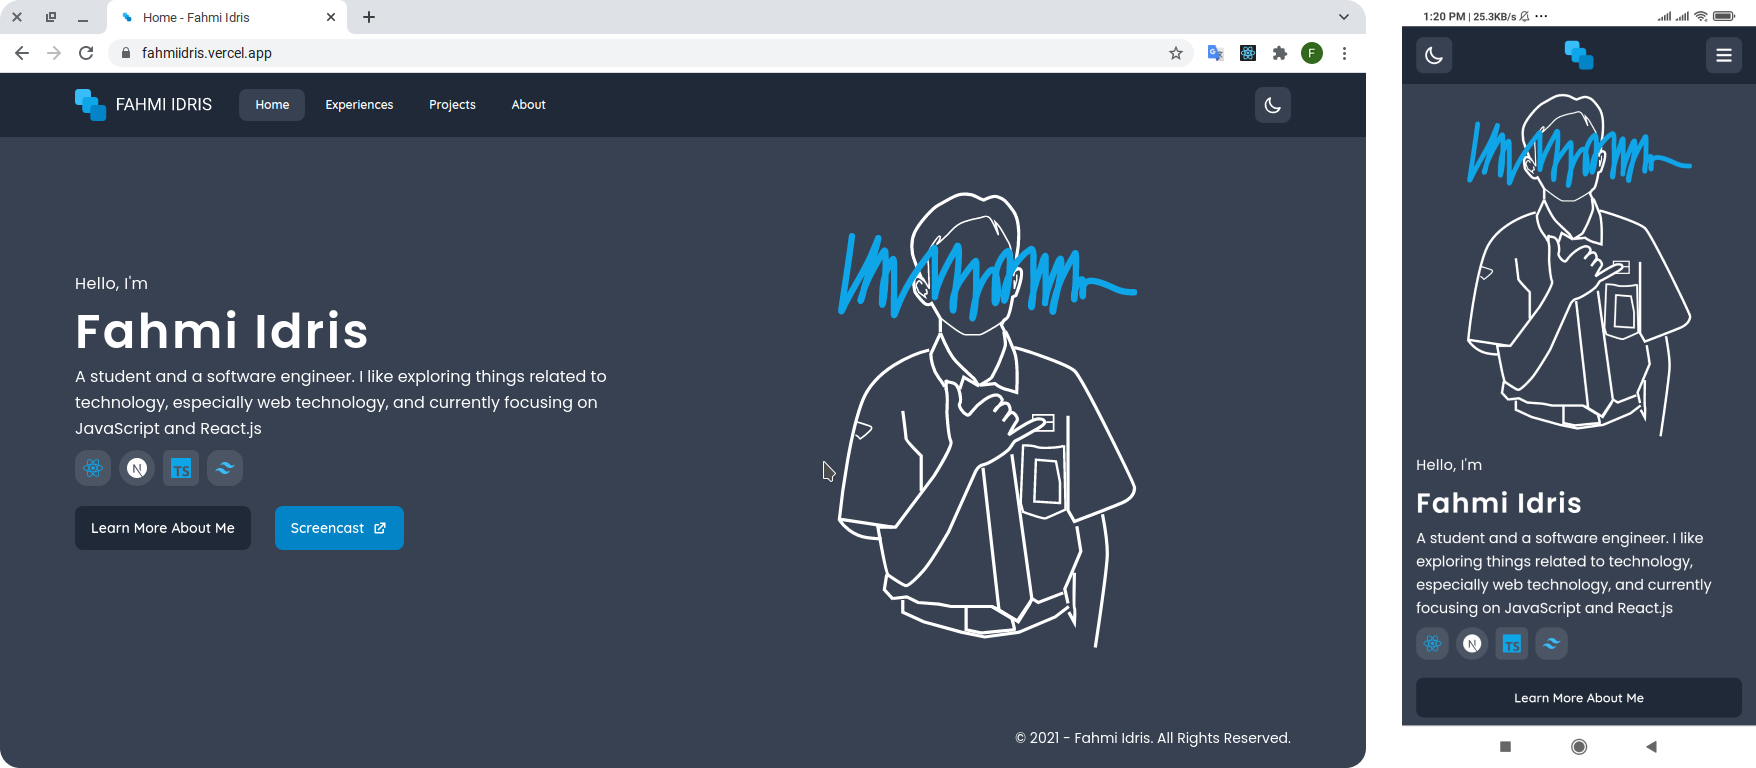 Home - Fahmi Idris
fahmiidris.vercel.app
F
FAHMI IDRIS
Home
Experiences
Projects
About
Hello, I'm
Fahmi Idris
A student and a software engineer. I like exploring things related to
technology, especially web technology, and currently focusing on
JavaScript and React.js
N
TS
Learn More About Me
Screencast
© 2021 - Fahmi Idris. All Rights Reserved.
1:20 PM | 25.3KB/s
Hello, I'm
Fahmi Idris
A student and a software engineer. I like
exploring things related to technology,
especially web technology, and currently
focusing on JavaScript and React.js
N
TS
Learn More About Me